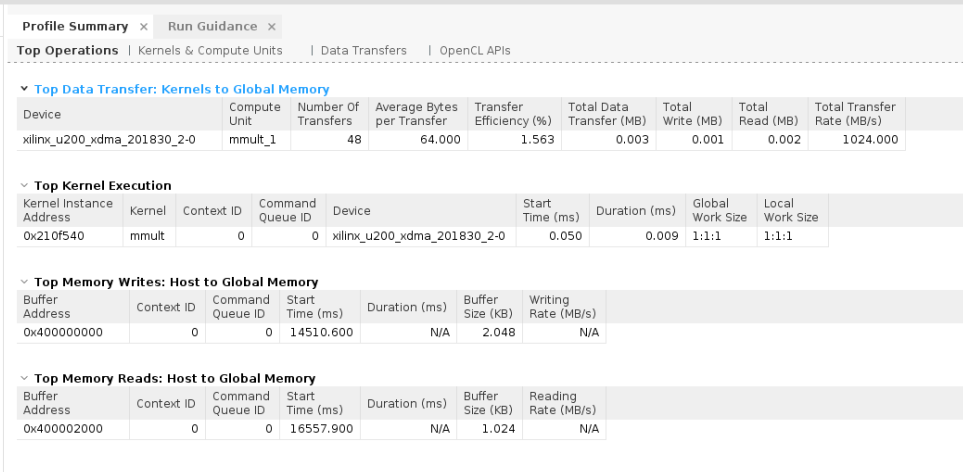 Profile Summary × Run Guidance ×
Top Operations | Kernels & Compute Units | Data Transfers | OpenCL APIs
Top Data Transfer: Kernels to Global Memory
Device Compute Unit Number Of Transfers Average Bytes per Transfer Transfer Efficiency (%) Total Data Transfer (MB) Total Write (MB) Total Read (MB) Total Transfer Rate (MB/s)
xilinx_u200_xdma_201830_2-0 mmult_1 48 64.000 1.563 0.003 0.001 0.002 1024.000
Top Kernel Execution
Kernel Instance Address Kernel Context ID Command Queue ID Device Start Time (ms) Duration (ms) Global Work Size Local Work Size
0x210f540 mmult 0 0 xilinx_u200_xdma_201830_2-0 0.050 0.009 1:1:1 1:1:1
Top Memory Writes: Host to Global Memory
Buffer Address Context ID Command Queue ID Start Time (ms) Duration (ms) Buffer Size (KB) Writing Rate (MB/s)
0x400000000 0 0 14510.600 N/A 2.048 N/A
Top Memory Reads: Host to Global Memory
Buffer Address Context ID Command Queue ID Start Time (ms) Duration (ms) Buffer Size (KB) Reading Rate (MB/s)
0x400002000 0 0 16557.900 N/A 1.024 N/A